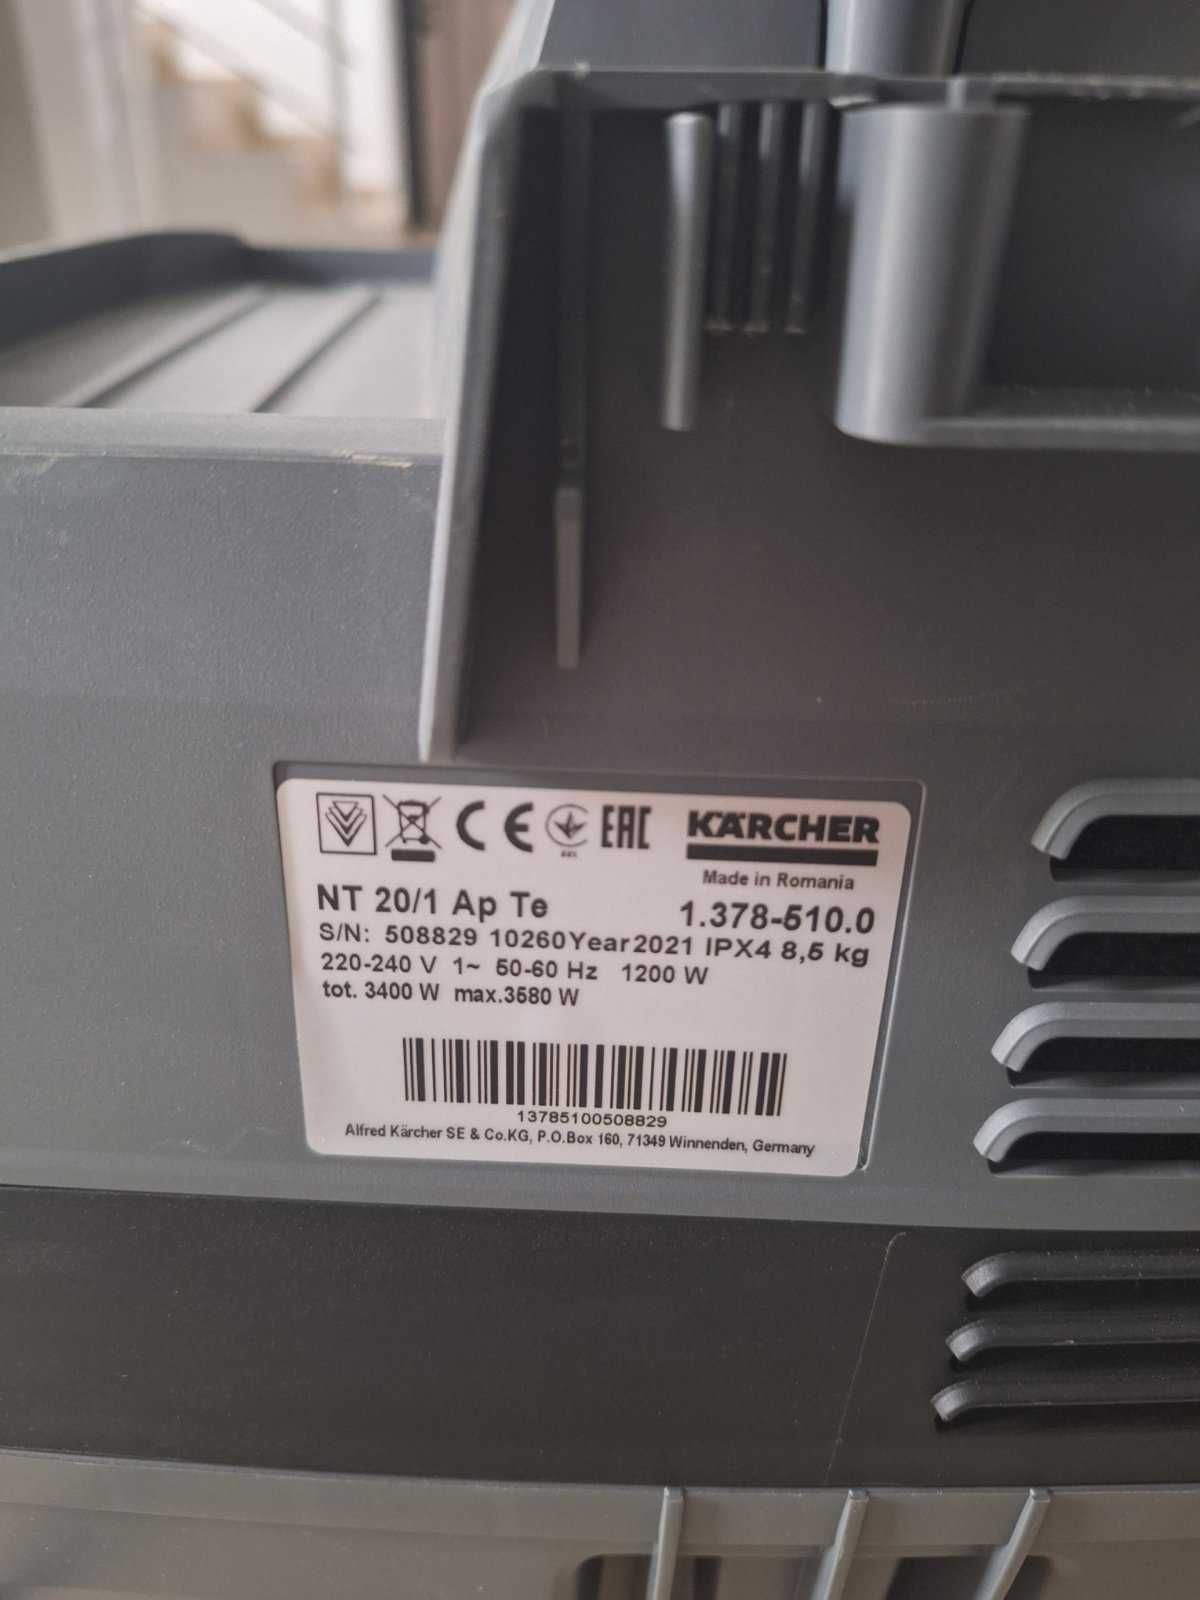 CE EAC KÄRCHER
Made in Romania
NT 20/1 Ap Te 1.378-510.0
S/N: 508829 10260Year2021 IPX4 8,5 kg
220-240 V 1~ 50-60 Hz 1200 W
tot. 3400 W max.3580 W
13785100508829
Alfred Kärcher SE & Co.KG, P.O.Box 160, 71349 Winnenden, Germany